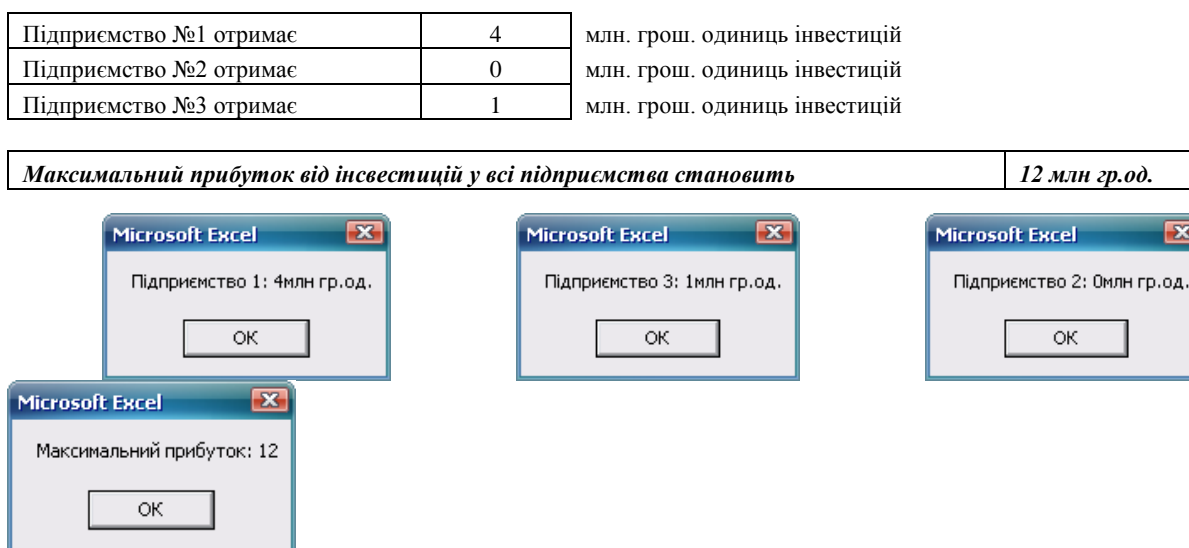 Підприємство №1 отримає 4 млн. грош. одиниць інвестицій
Підприємство №2 отримає 0 млн. грош. одиниць інвестицій
Підприємство №3 отримає 1 млн. грош. одиниць інвестицій
Максимальний прибуток від інсвестицій у всі підприємства становить 12 млн гр.од.
Microsoft Excel
Підприємство 1: 4млн гр.од.
OK
Microsoft Excel
Підприємство 3: 1млн гр.од.
OK
Microsoft Excel
Підприємство 2: 0млн гр.од.
OK
Microsoft Excel
Максимальний прибуток: 12
OK